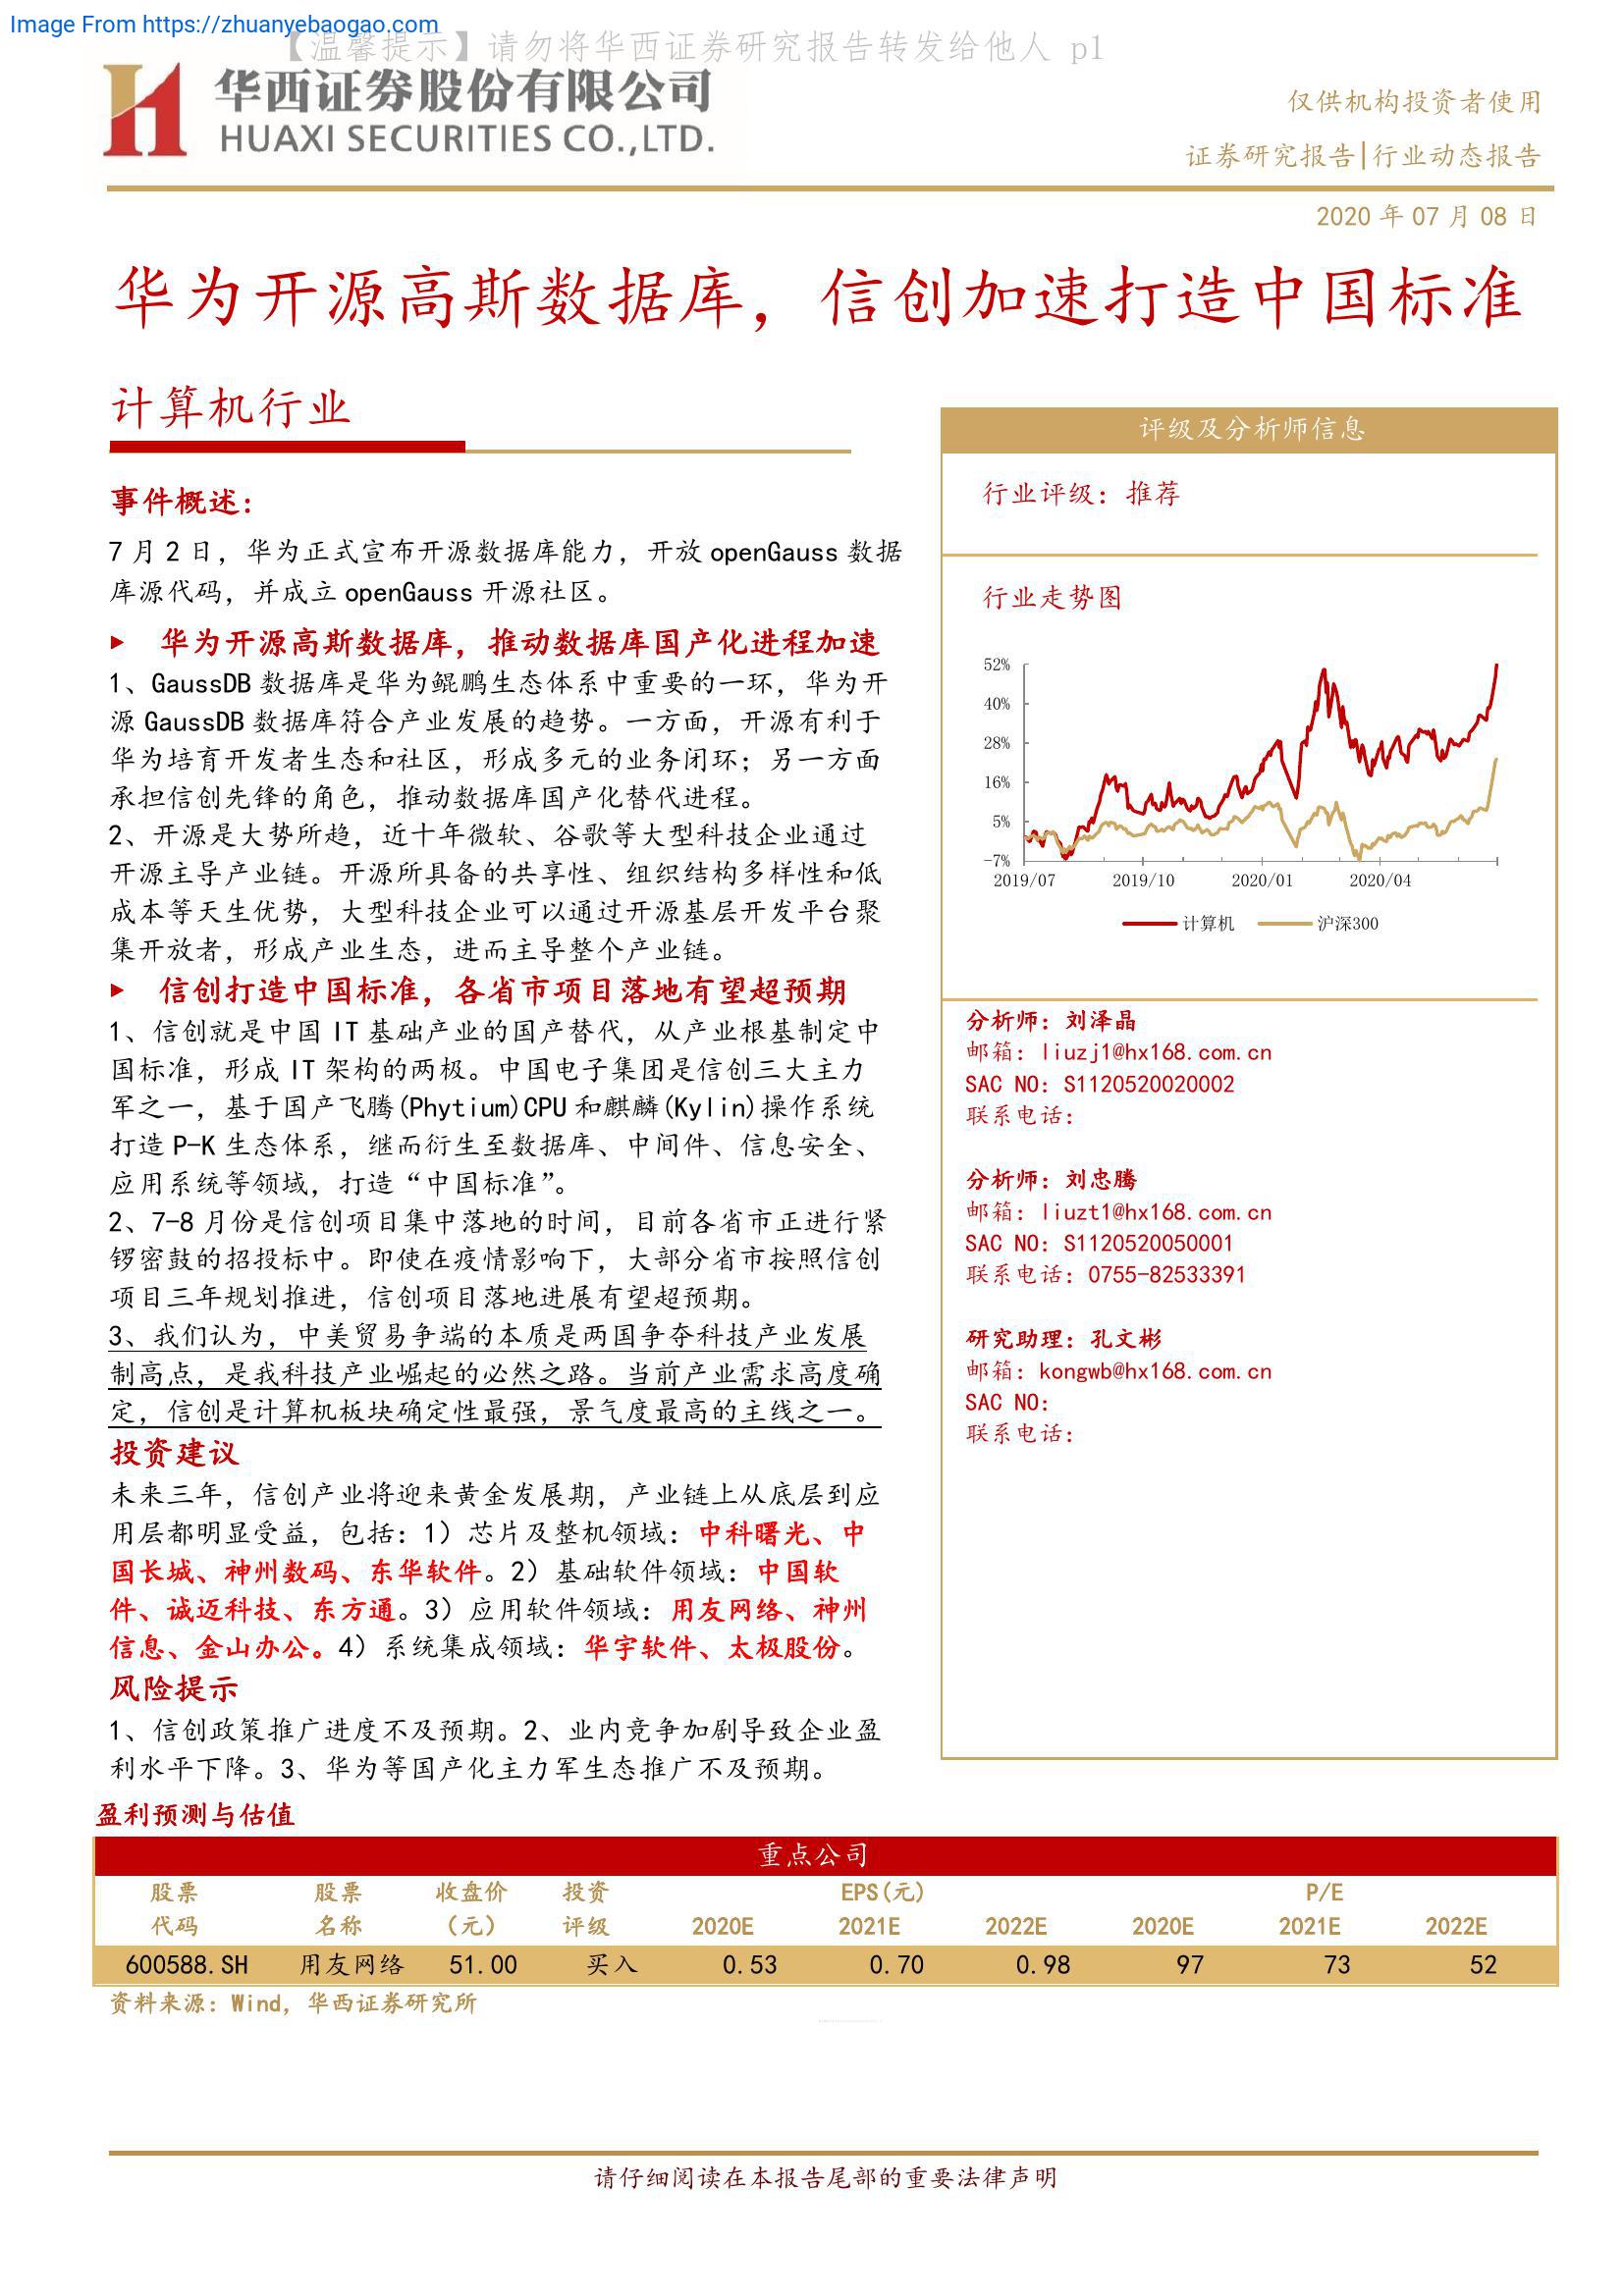 Image From https://zhuanyebaogao.com
【温馨提示】请勿将华西证券研究报告转发给他人 p1
华西证券股份有限公司
HUAXI SECURITIES CO.,LTD.
仅供机构投资者使用
证券研究报告|行业动态报告
2020 年 07 月 08 日
华为开源高斯数据库，信创加速打造中国标准
计算机行业
事件概述：
7 月 2 日，华为正式宣布开源数据库能力，开放 openGauss 数据
库源代码，并成立 openGauss 开源社区。
► 华为开源高斯数据库，推动数据库国产化进程加速
1、GaussDB 数据库是华为鲲鹏生态体系中重要的一环，华为开
源 GaussDB 数据库符合产业发展的趋势。一方面，开源有利于
华为培育开发者生态和社区，形成多元的业务闭环；另一方面
承担信创先锋的角色，推动数据库国产化替代进程。
2、开源是大势所趋，近十年微软、谷歌等大型科技企业通过
开源主导产业链。开源所具备的共享性、组织结构多样性和低
成本等天生优势，大型科技企业可以通过开源基层开发平台聚
集开放者，形成产业生态，进而主导整个产业链。
► 信创打造中国标准，各省市项目落地有望超预期
1、信创就是中国 IT 基础产业的国产替代，从产业根基制定中
国标准，形成 IT 架构的两极。中国电子集团是信创三大主力
军之一，基于国产飞腾(Phytium)CPU 和麒麟(Kylin)操作系统
打造 P-K 生态体系，继而衍生至数据库、中间件、信息安全、
应用系统等领域，打造“中国标准”。
2、7-8 月份是信创项目集中落地的时间，目前各省市正进行紧
锣密鼓的招投标中。即使在疫情影响下，大部分省市按照信创
项目三年规划推进，信创项目落地进展有望超预期。
3、我们认为，中美贸易争端的本质是两国争夺科技产业发展
制高点，是我科技产业崛起的必然之路。当前产业需求高度确
定，信创是计算机板块确定性最强，景气度最高的主线之一。
投资建议
未来三年，信创产业将迎来黄金发展期，产业链上从底层到应
用层都明显受益，包括：1）芯片及整机领域：中科曙光、中
国长城、神州数码、东华软件。2）基础软件领域：中国软
件、诚迈科技、东方通。3）应用软件领域：用友网络、神州
信息、金山办公。4）系统集成领域：华宇软件、太极股份。
风险提示
1、信创政策推广进度不及预期。2、业内竞争加剧导致企业盈
利水平下降。3、华为等国产化主力军生态推广不及预期。
评级及分析师信息
行业评级：推荐
行业走势图
52%
40%
28%
16%
5%
-7%
2019/07 2019/10 2020/01 2020/04
计算机 沪深300
分析师：刘泽晶
邮箱：liuzj1@hx168.com.cn
SAC NO：S1120520020002
联系电话：
分析师：刘忠腾
邮箱：liuzt1@hx168.com.cn
SAC NO：S1120520050001
联系电话：0755-82533391
研究助理：孔文彬
邮箱：kongwb@hx168.com.cn
SAC NO：
联系电话：
盈利预测与估值
重点公司
股票 股票 收盘价 投资 EPS(元) P/E
代码 名称 （元） 评级 2020E 2021E 2022E 2020E 2021E 2022E
600588.SH 用友网络 51.00 买入 0.53 0.70 0.98 97 73 52
资料来源：Wind，华西证券研究所
请仔细阅读在本报告尾部的重要法律声明